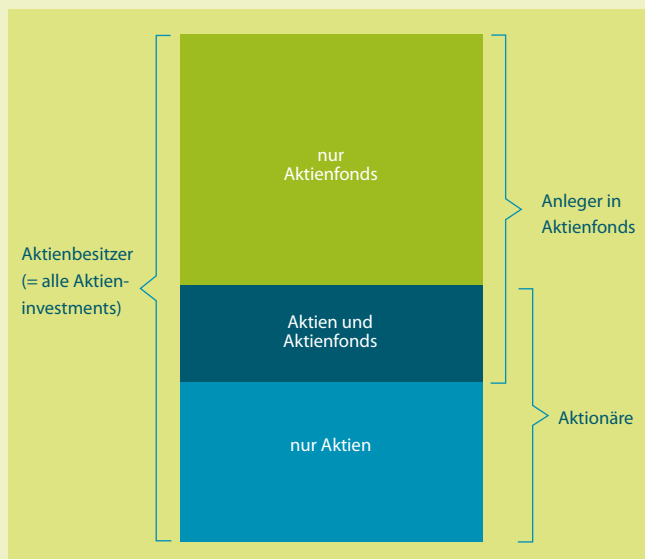 nur
Aktienfonds
Anleger in
Aktienfonds
Aktienbesitzer
(= alle Aktien-
investments)
Aktien und
Aktienfonds
Aktionäre
nur Aktien